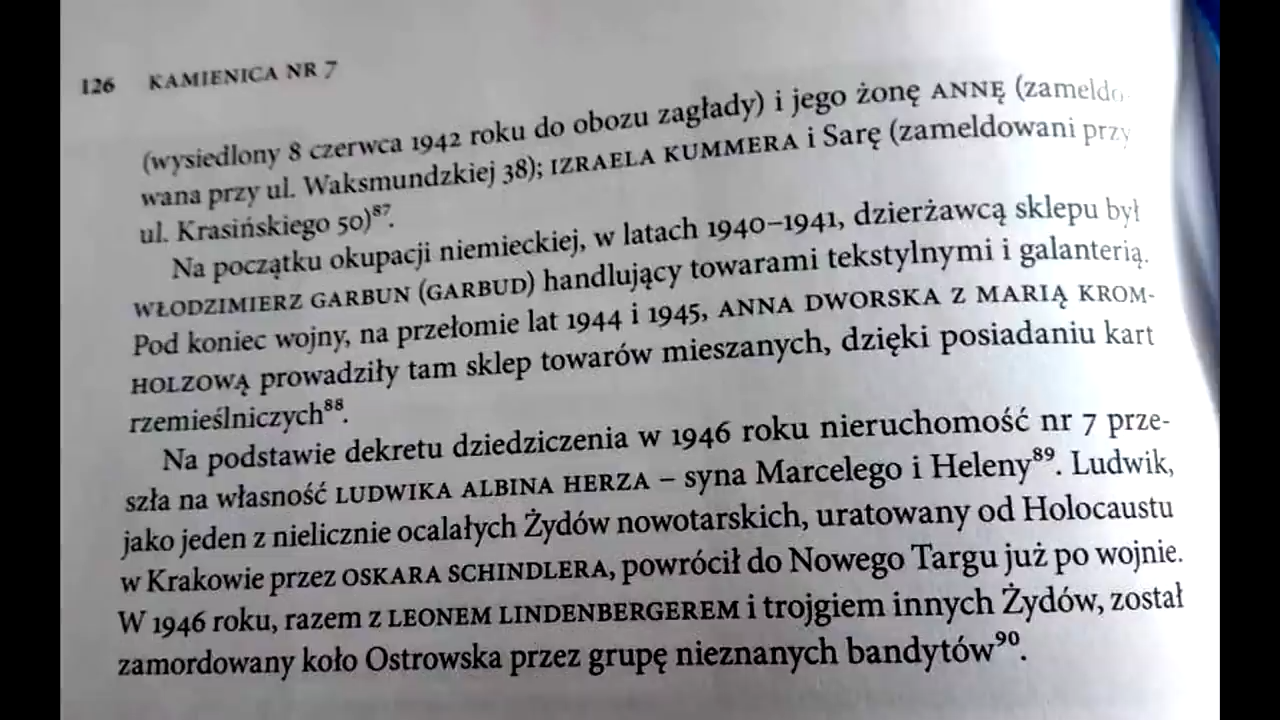 126 KAMIENICA NR 7
(wysiedlony 8 czerwca 1942 roku do obozu zagłady) i jego żonę ANNĘ (zameldo-
wana przy ul. Waksmundzkiej 38); IZRAELA KUMMERA i Sarę (zameldowani przy
ul. Krasińskiego 50)⁸⁷.
Na początku okupacji niemieckiej, w latach 1940–1941, dzierżawcą sklepu był
WŁODZIMIERZ GARBUN (GARBUD) handlujący towarami tekstylnymi i galanterią.
Pod koniec wojny, na przełomie lat 1944 i 1945, ANNA DWORSKA Z MARIĄ KROM-
HOLZOWĄ prowadziły tam sklep towarów mieszanych, dzięki posiadaniu kart
rzemieślniczych⁸⁸.
Na podstawie dekretu dziedziczenia w 1946 roku nieruchomość nr 7 prze-
szła na własność LUDWIKA ALBINA HERZA – syna Marcelego i Heleny⁸⁹. Ludwik,
jako jeden z nielicznie ocalałych Żydów nowotarskich, uratowany od Holocaustu
w Krakowie przez OSKARA SCHINDLERA, powrócił do Nowego Targu już po wojnie.
W 1946 roku, razem z LEONEM LINDENBERGEREM i trojgiem innych Żydów, został
zamordowany koło Ostrowska przez grupę nieznanych bandytów⁹⁰.